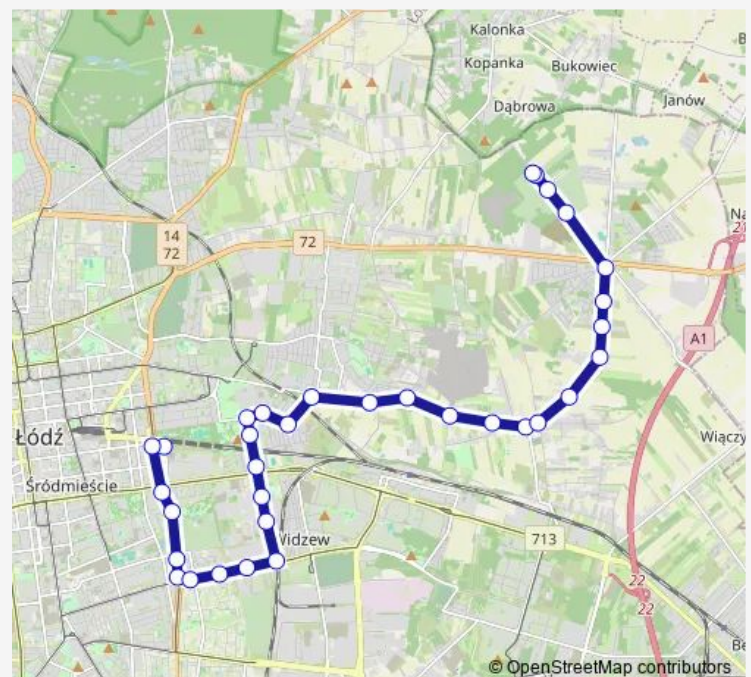 Kalonka
Kopanka
Bukowiec
Dąbrowa
Janów
14
72
72
A1
Łódź
Wiączy
Śródmieście
Widzew
713
22
22
© OpenStreetMap contributors